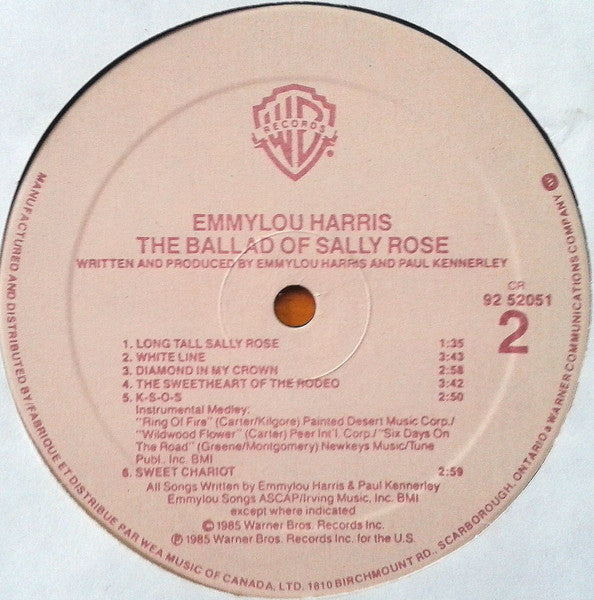 WB
RECORDS
®
EMMYLOU HARRIS
THE BALLAD OF SALLY ROSE
WRITTEN AND PRODUCED BY EMMYLOU HARRIS AND PAUL KENNERLEY
CR
92 52051
2
1. LONG TALL SALLY ROSE 1:35
2. WHITE LINE 3:43
3. DIAMOND IN MY CROWN 2:58
4. THE SWEETHEART OF THE RODEO 3:42
5. K-S-O-S 2:50
Instrumental Medley:
"Ring Of Fire" (Carter/Kilgore) Painted Desert Music Corp./
"Wildwood Flower" (Carter) Peer Int'l. Corp./ "Six Days On
The Road" (Greene/Montgomery) Newkeys Music/Tune
Publ., Inc. BMI
6. SWEET CHARIOT 2:59
All Songs Written by Emmylou Harris & Paul Kennerley
Emmylou Songs ASCAP/Irving Music, Inc. BMI
except where indicated
©1985 Warner Bros. Records Inc.
℗1985 Warner Bros. Records Inc. for the U.S.
MANUFACTURED AND DISTRIBUTED BY/FABRIQUE ET DISTRIBUE PAR WEA MUSIC OF CANADA, LTD. 1810 BIRCHMOUNT RD., SCARBOROUGH, ONTARIO A WARNER COMMUNICATIONS COMPANY